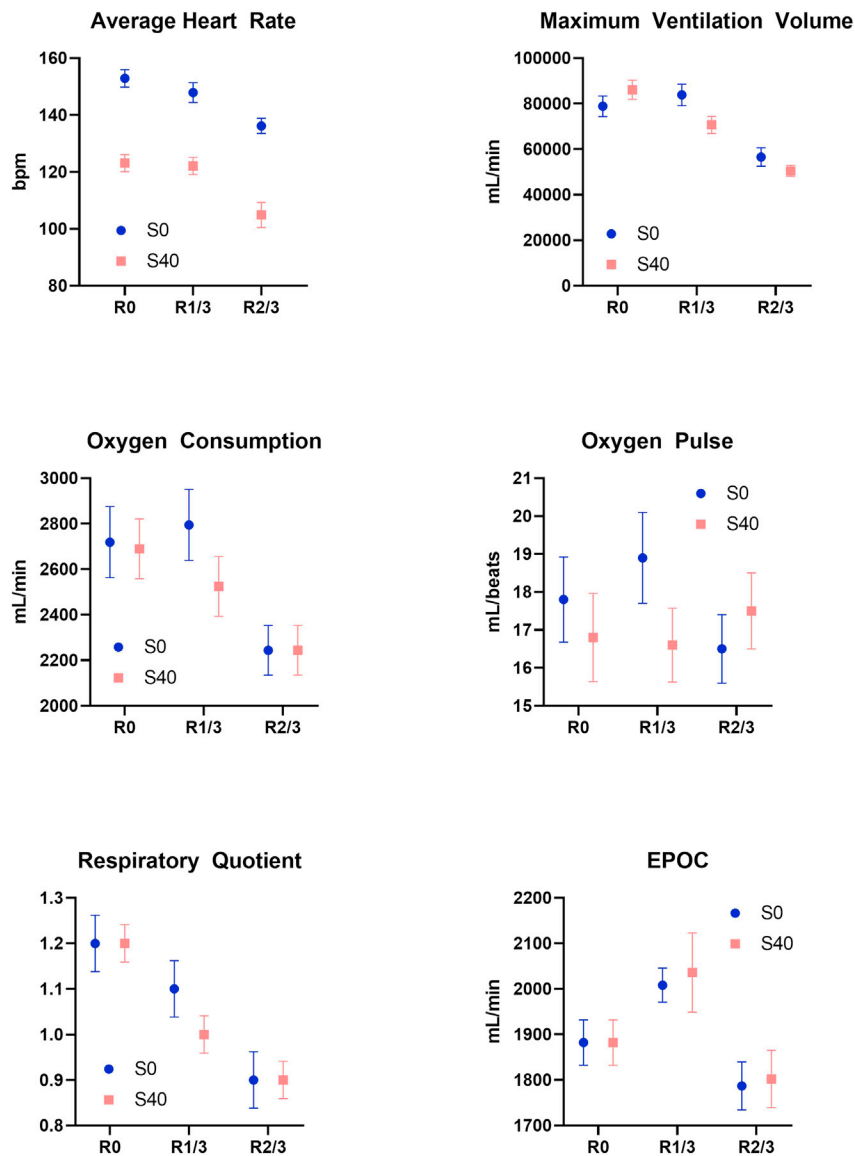 Average Heart Rate
160
140
120
100
80
bpm
S0
S40
R0 R1/3 R2/3
Maximum Ventilation Volume
100000
80000
60000
40000
20000
0
mL/min
S0
S40
R0 R1/3 R2/3
Oxygen Consumption
3000
2800
2600
2400
2200
2000
mL/min
S0
S40
R0 R1/3 R2/3
Oxygen Pulse
21
20
19
18
17
16
15
mL/beats
S0
S40
R0 R1/3 R2/3
Respiratory Quotient
1.3
1.2
1.1
1.0
0.9
0.8
S0
S40
R0 R1/3 R2/3
EPOC
2200
2100
2000
1900
1800
1700
mL/min
S0
S40
R0 R1/3 R2/3